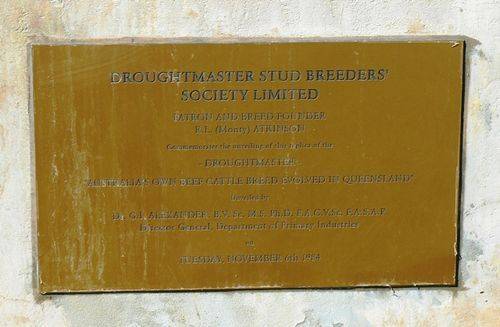 DROUGHTMASTER STUD BREEDERS'
SOCIETY LIMITED
PATRON AND BREED FOUNDER
R.L. (Monty) ATKINSON
Commemorates the unveiling of this replica of the
- DROUGHTMASTER -
"AUSTRALIA'S OWN BEEF CATTLE BREED EVOLVED IN QUEENSLAND"
Unveiled by
Dr G.I. ALEXANDER, B.V. Sc. M.S. Ph.D. F.A.C.V.Sc. F.A.S.A.P.
Director General, Department of Primary Industries
on
TUESDAY, NOVEMBER 6th 1984